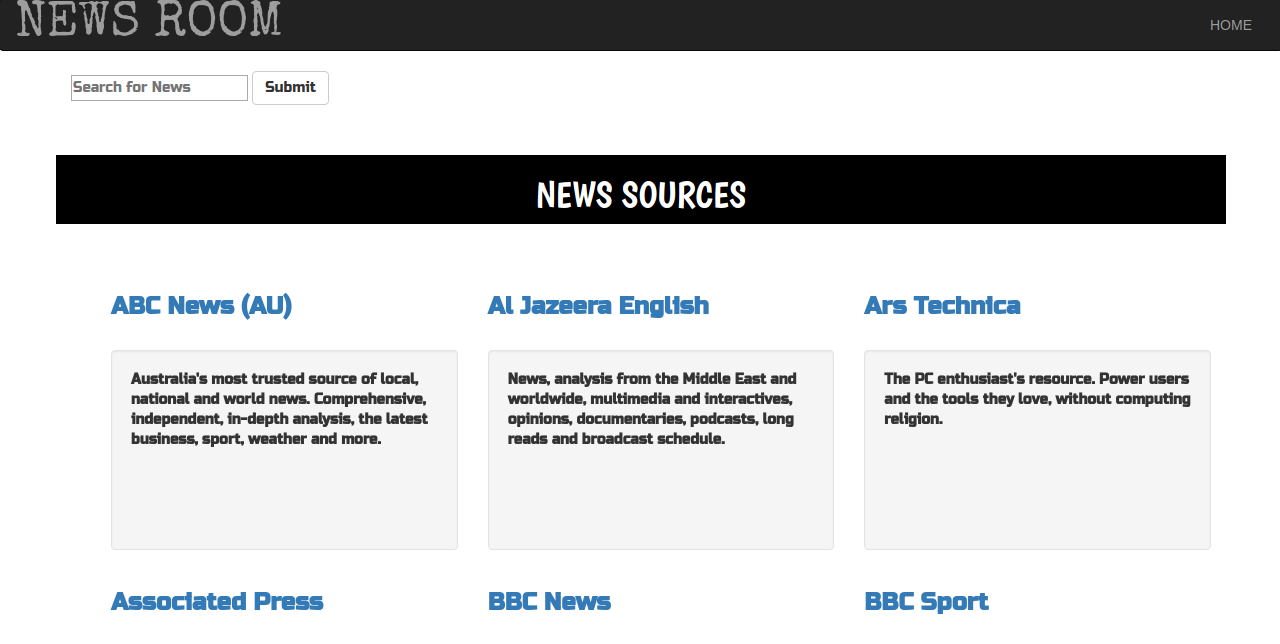 NEWS ROOM
HOME
Search for News
Submit
NEWS SOURCES
ABC News (AU)
Al Jazeera English
Ars Technica
Australia's most trusted source of local,
national and world news. Comprehensive,
independent, in-depth analysis, the latest
business, sport, weather and more.
News, analysis from the Middle East and
worldwide, multimedia and interactives,
opinions, documentaries, podcasts, long
reads and broadcast schedule.
The PC enthusiast's resource. Power users
and the tools they love, without computing
religion.
Associated Press
BBC News
BBC Sport